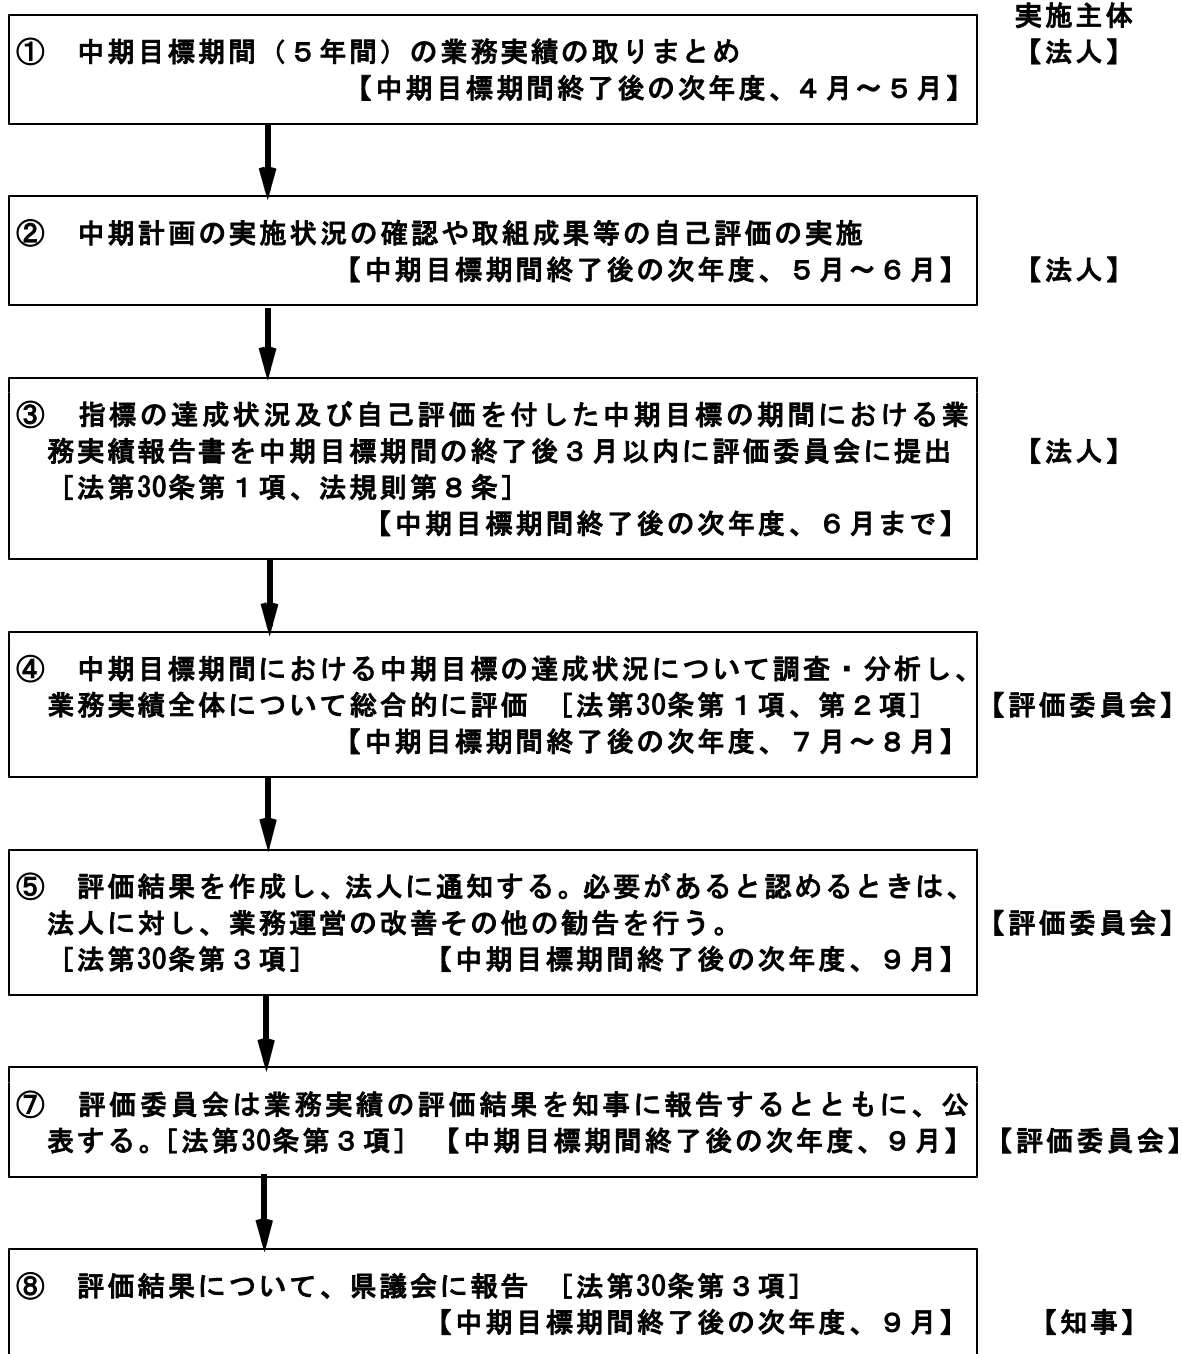 実施主体
①　中期目標期間（５年間）の業務実績の取りまとめ
【法人】
【中期目標期間終了後の次年度、４月～５月】
②　中期計画の実施状況の確認や取組成果等の自己評価の実施
【中期目標期間終了後の次年度、５月～６月】
【法人】
③　指標の達成状況及び自己評価を付した中期目標の期間における業
務実績報告書を中期目標期間の終了後３月以内に評価委員会に提出
【法人】
［法第30条第１項、法規則第８条］
【中期目標期間終了後の次年度、６月まで】
④　中期目標期間における中期目標の達成状況について調査・分析し、
業務実績全体について総合的に評価　［法第30条第１項、第２項］
【評価委員会】
【中期目標期間終了後の次年度、７月～８月】
⑤　評価結果を作成し、法人に通知する。必要があると認めるときは、
法人に対し、業務運営の改善その他の勧告を行う。
【評価委員会】
［法第30条第３項］　【中期目標期間終了後の次年度、９月】
⑦　評価委員会は業務実績の評価結果を知事に報告するとともに、公
表する。［法第30条第３項］　【中期目標期間終了後の次年度、９月】
【評価委員会】
⑧　評価結果について、県議会に報告　［法第30条第３項］
【中期目標期間終了後の次年度、９月】
【知事】